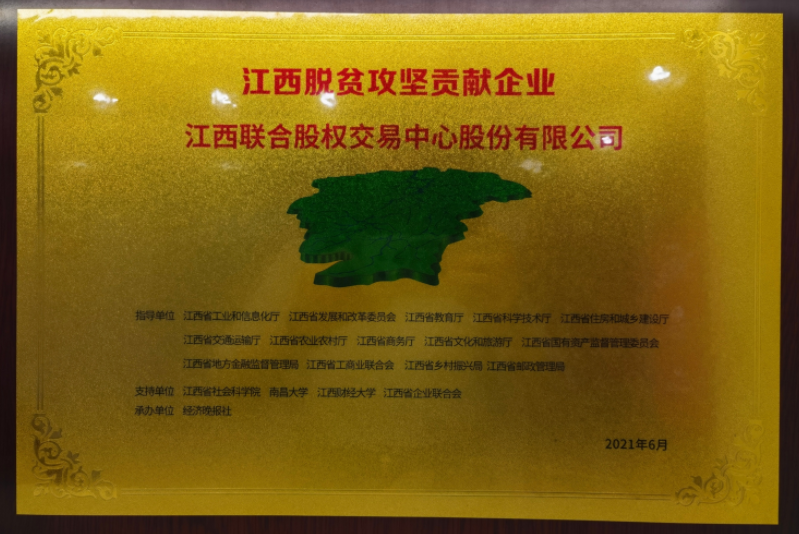 江西脱贫攻坚贡献企业
江西联合股权交易中心股份有限公司
指导单位 江西省工业和信息化厅 江西省发展和改革委员会 江西省教育厅 江西省科学技术厅 江西省住房和城乡建设厅
江西省交通运输厅 江西省农业农村厅 江西省商务厅 江西省文化和旅游厅 江西省国有资产监督管理委员会
江西省地方金融监督管理局 江西省工商业联合会 江西省乡村振兴局 江西省邮政管理局
支持单位 江西省社会科学院 南昌大学 江西财经大学 江西省企业联合会
承办单位 经济晚报社
2021年6月